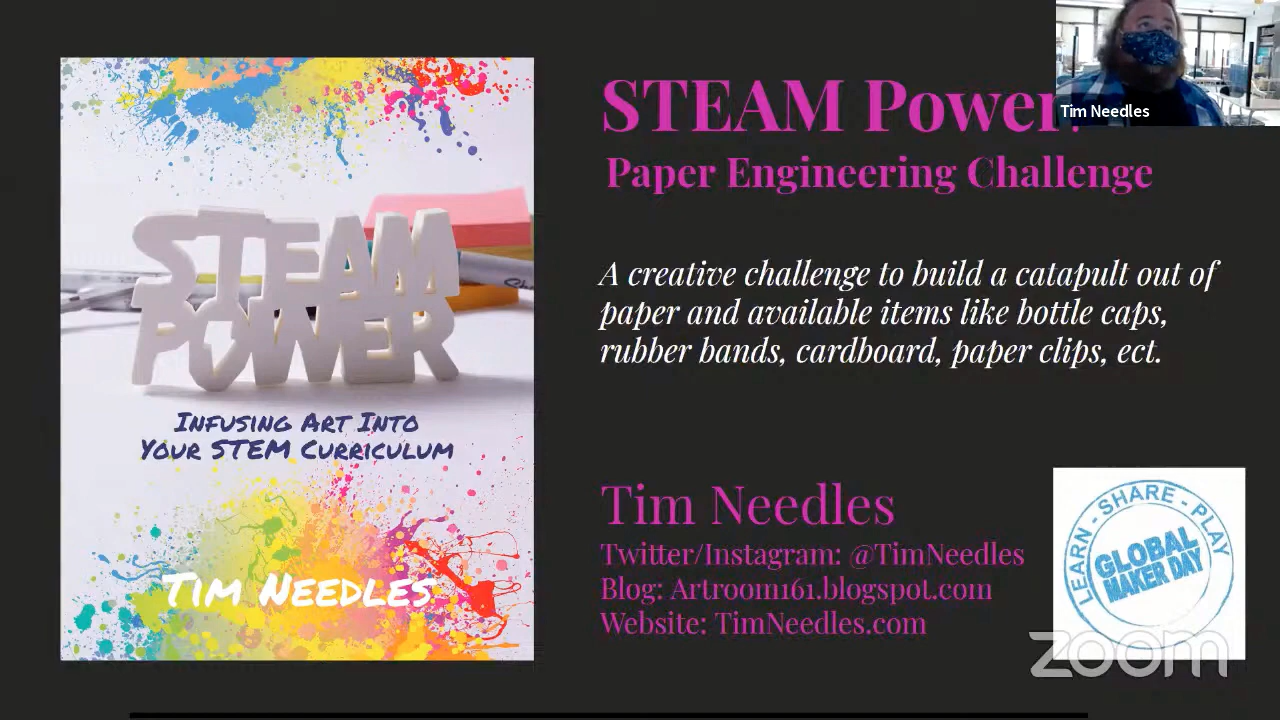 STEAM
POWER
INFUSING ART INTO
YOUR STEM CURRICULUM
TIM NEEDLES
STEAM Power:
Paper Engineering Challenge
Tim Needles
A creative challenge to build a catapult out of
paper and available items like bottle caps,
rubber bands, cardboard, paper clips, ect.
Tim Needles
Twitter/Instagram: @TimNeedles
Blog: Artroom161.blogspot.com
Website: TimNeedles.com
LEARN - SHARE - PLAY
GLOBAL
MAKER DAY
zoom